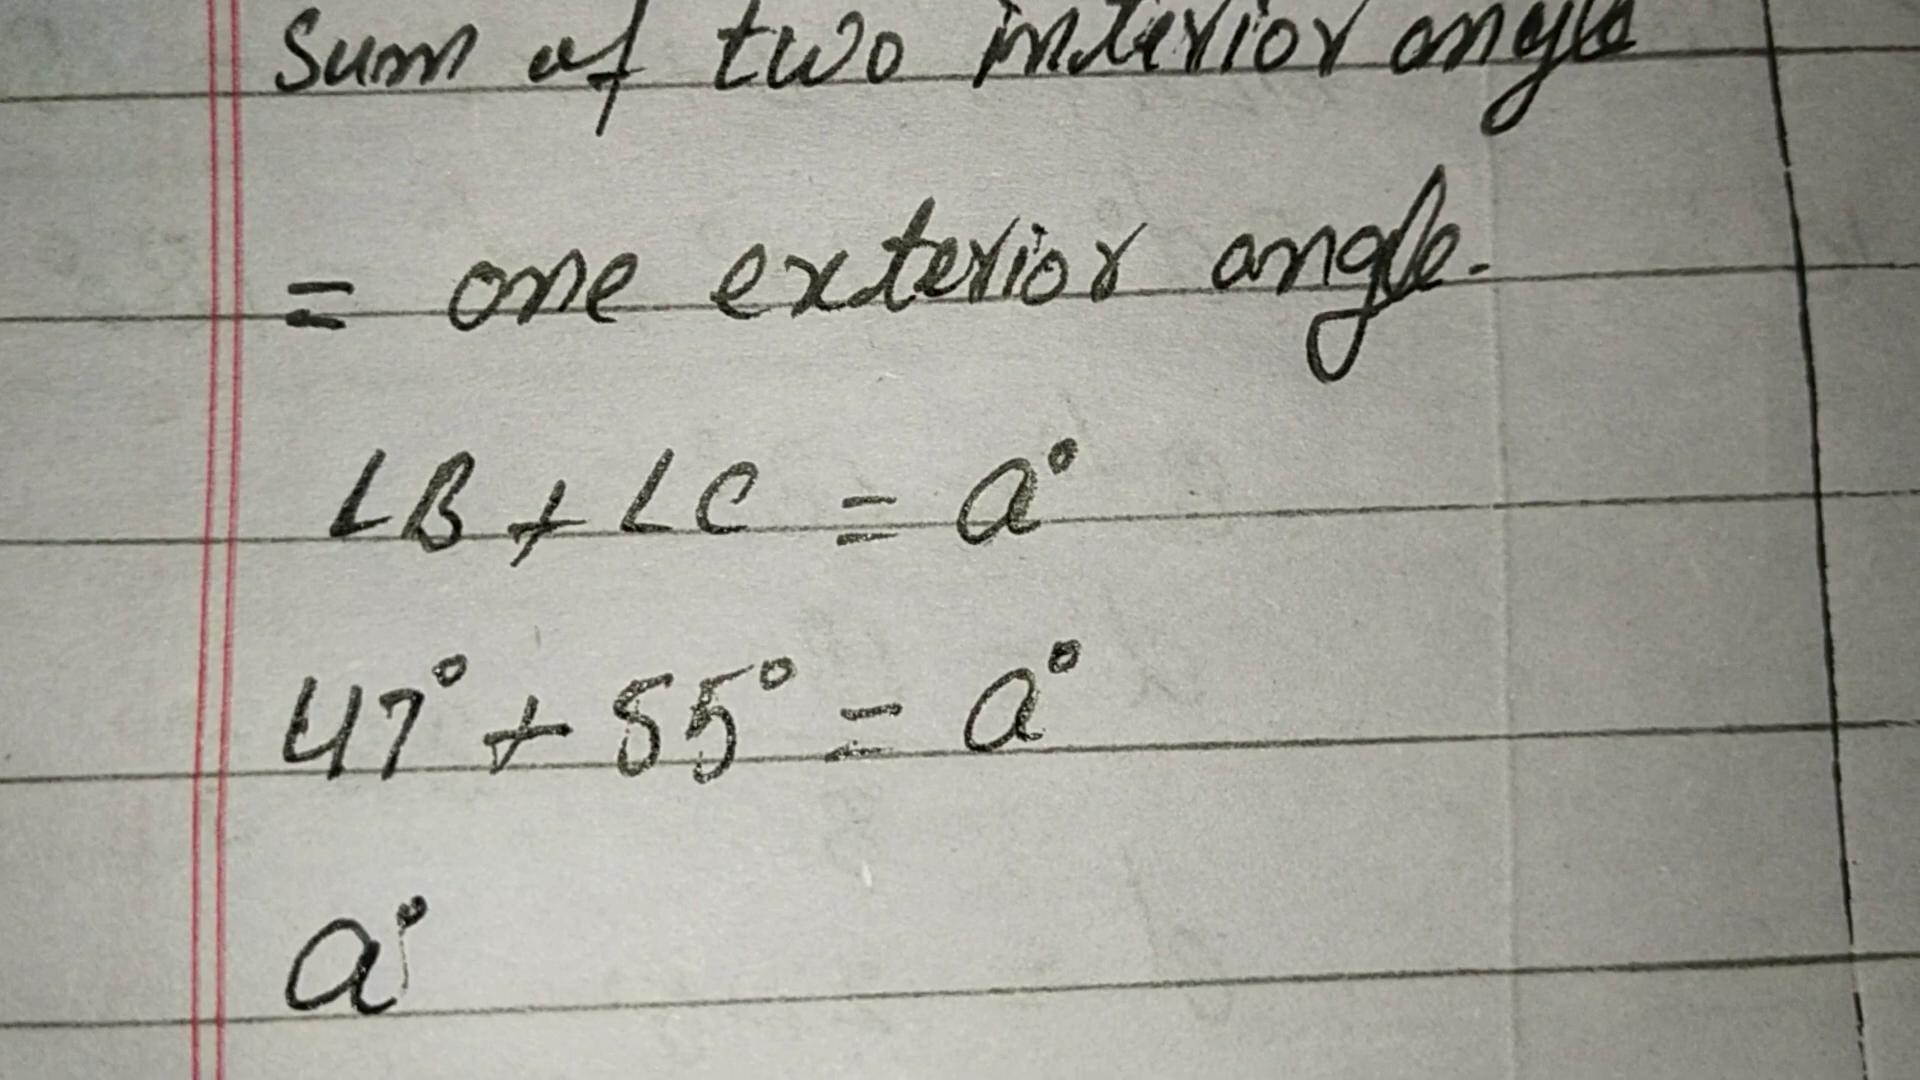 Sum of two interior angle
= one exterior angle.
∠B + ∠C = a°
47° + 55° = a°
a°